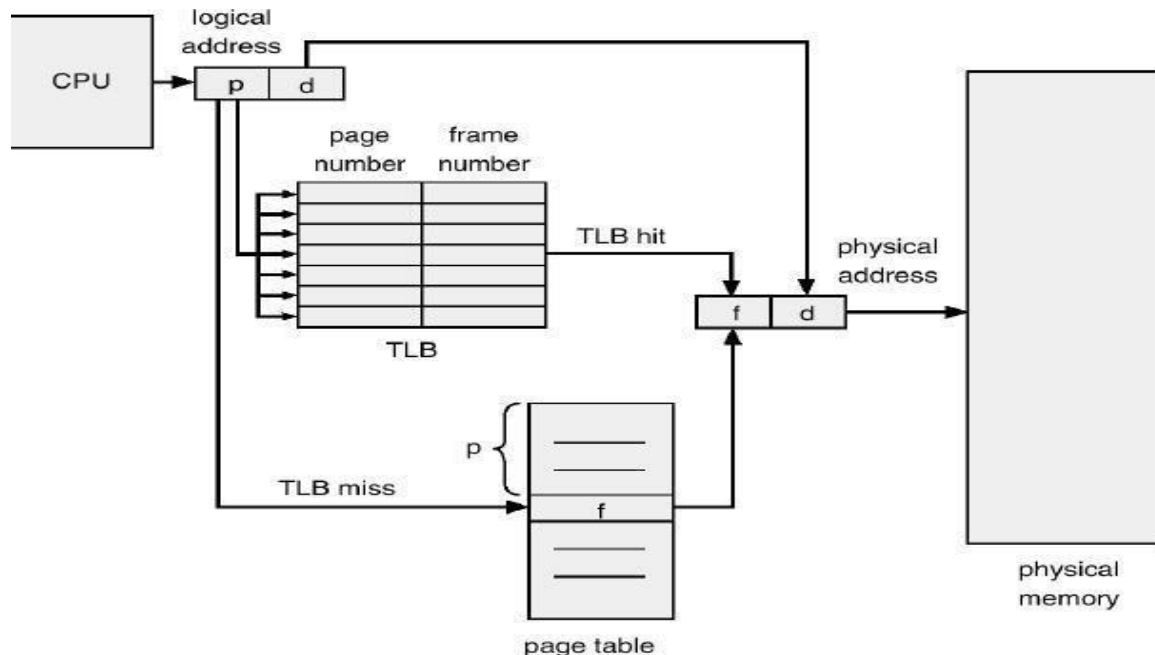 logical
address
CPU
p
d
page
number
frame
number
TLB hit
physical
address
f
d
TLB
p
TLB miss
f
physical
memory
page table